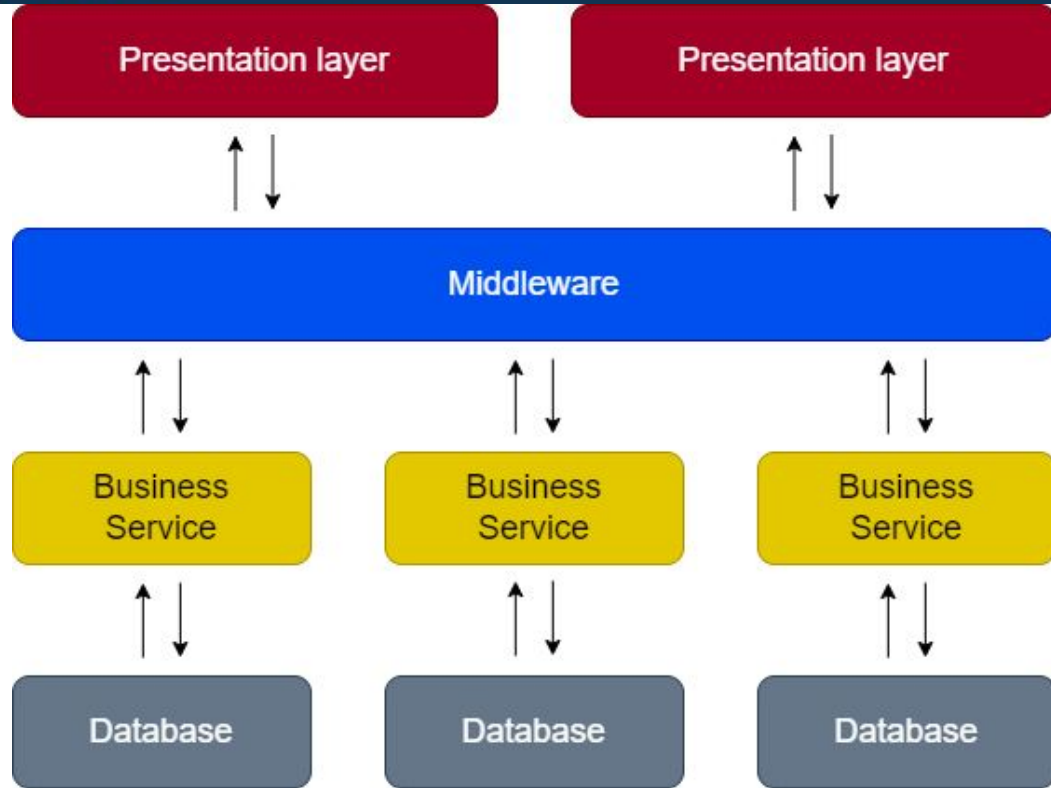 Presentation layer
Presentation layer
Middleware
Business
Service
Business
Service
Business
Service
Database
Database
Database